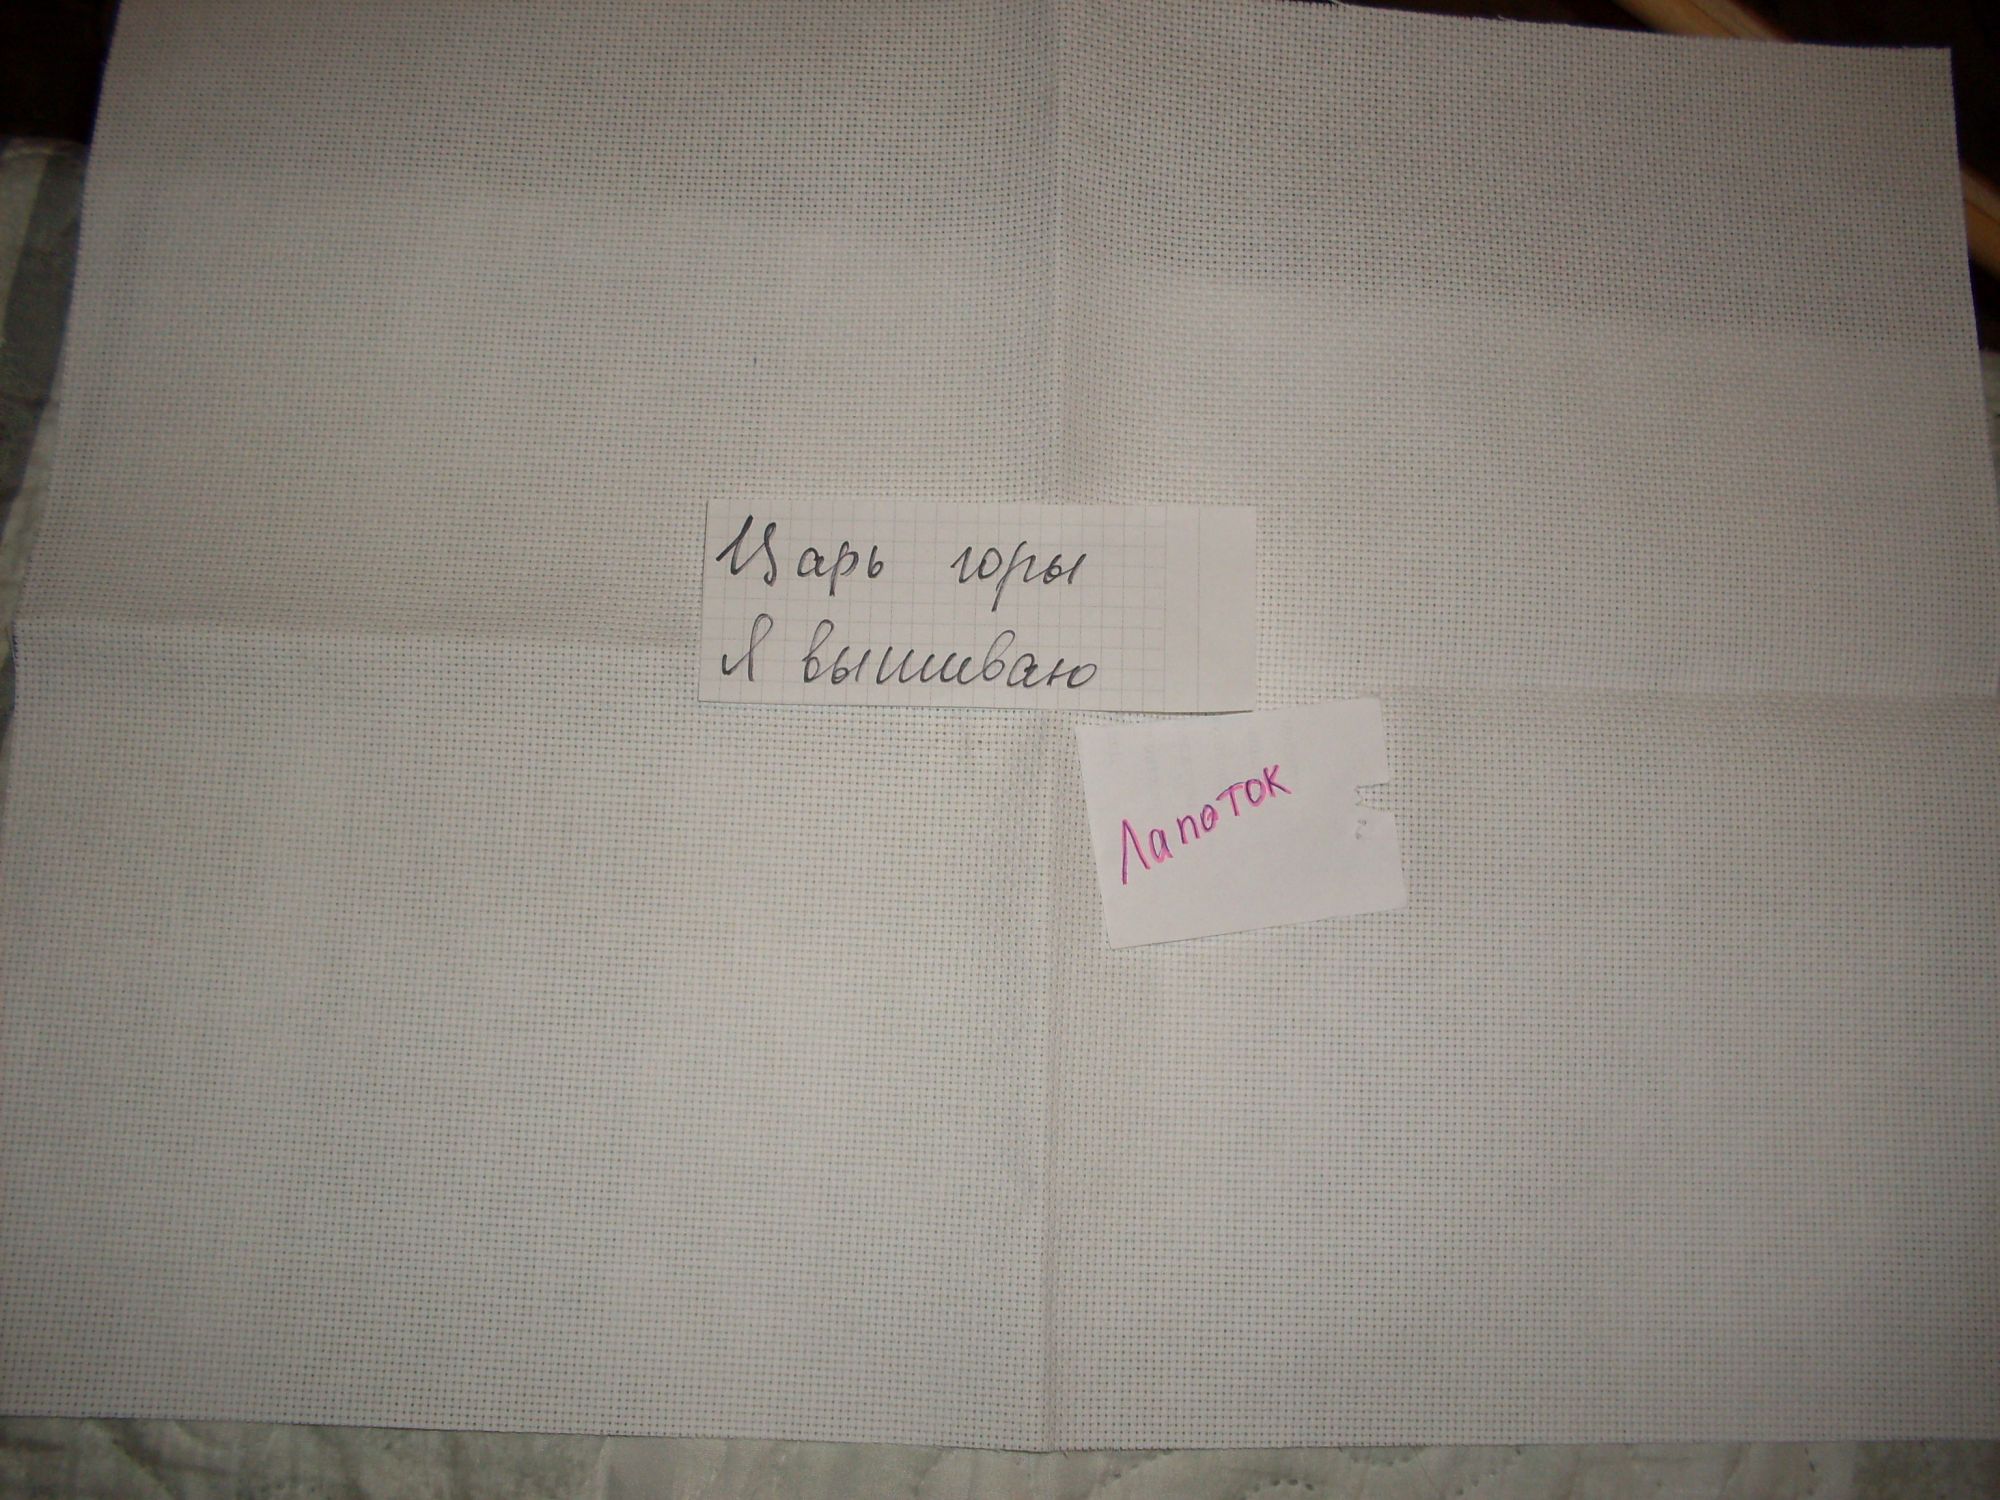 Царь горы
Я вышиваю
Лапоток